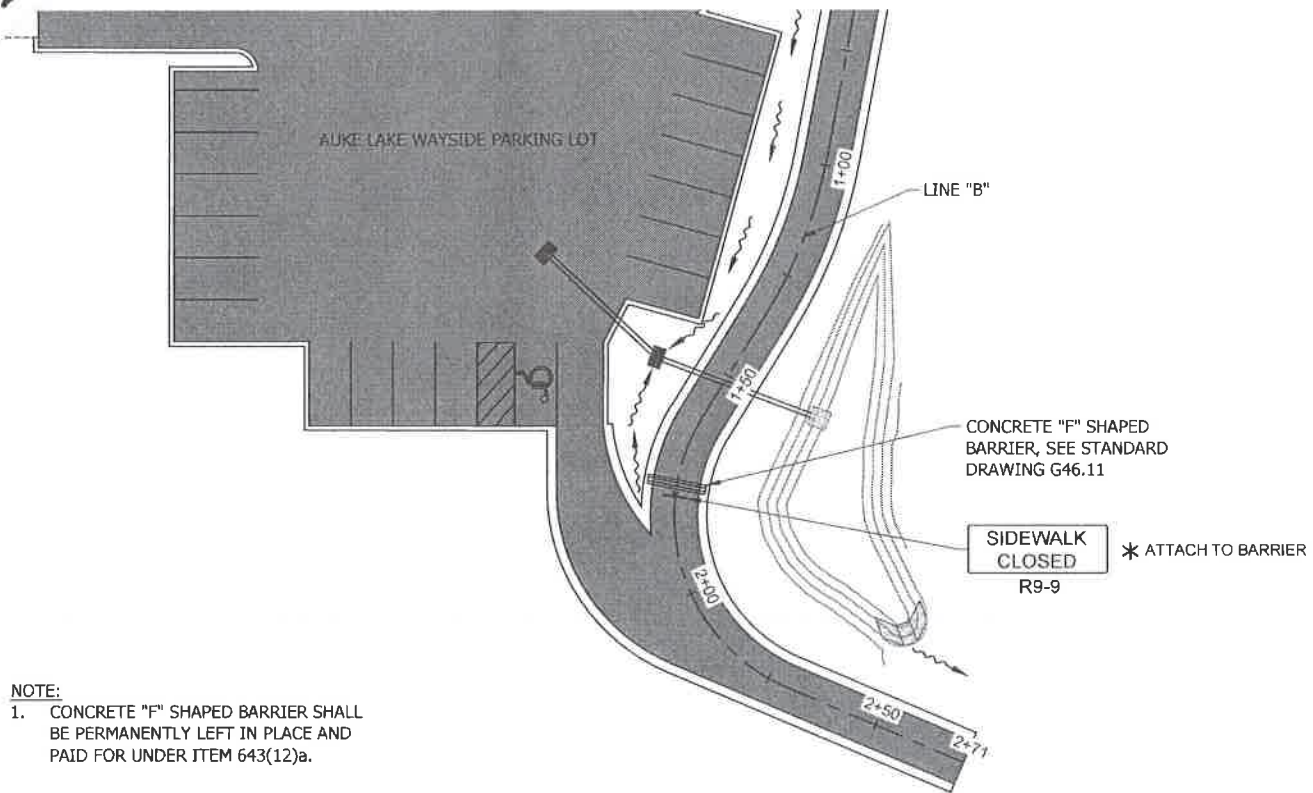 AUKE LAKE WAYSIDE PARKING LOT
1+00
LINE "B"
1+50
CONCRETE "F" SHAPED
BARRIER, SEE STANDARD
DRAWING G46.11
SIDEWALK
CLOSED
R9-9
* ATTACH TO BARRIER
2+00
2+50
2+71
NOTE:
1. CONCRETE "F" SHAPED BARRIER SHALL
BE PERMANENTLY LEFT IN PLACE AND
PAID FOR UNDER ITEM 643(12)a.